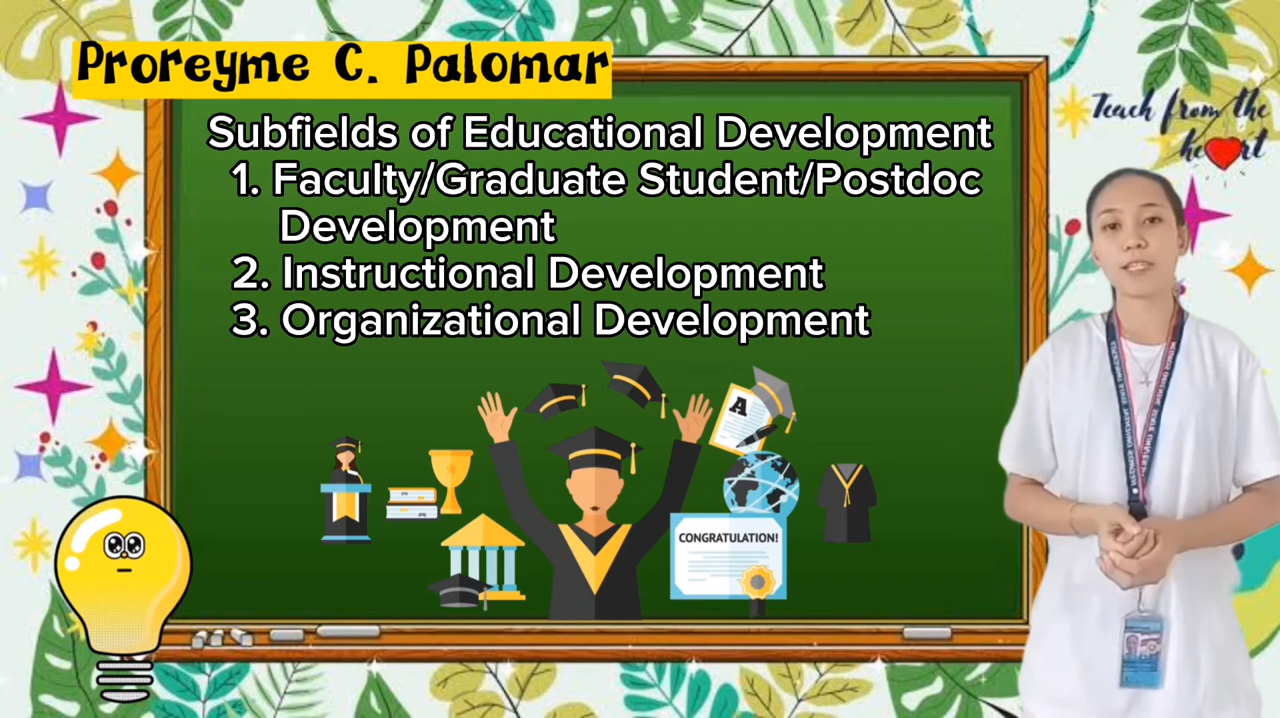 Proreyme C. Palomar
Teach from the
heart
Subfields of Educational Development
1. Faculty/Graduate Student/Postdoc
Development
2. Instructional Development
3. Organizational Development
A
CONGRATULATION!